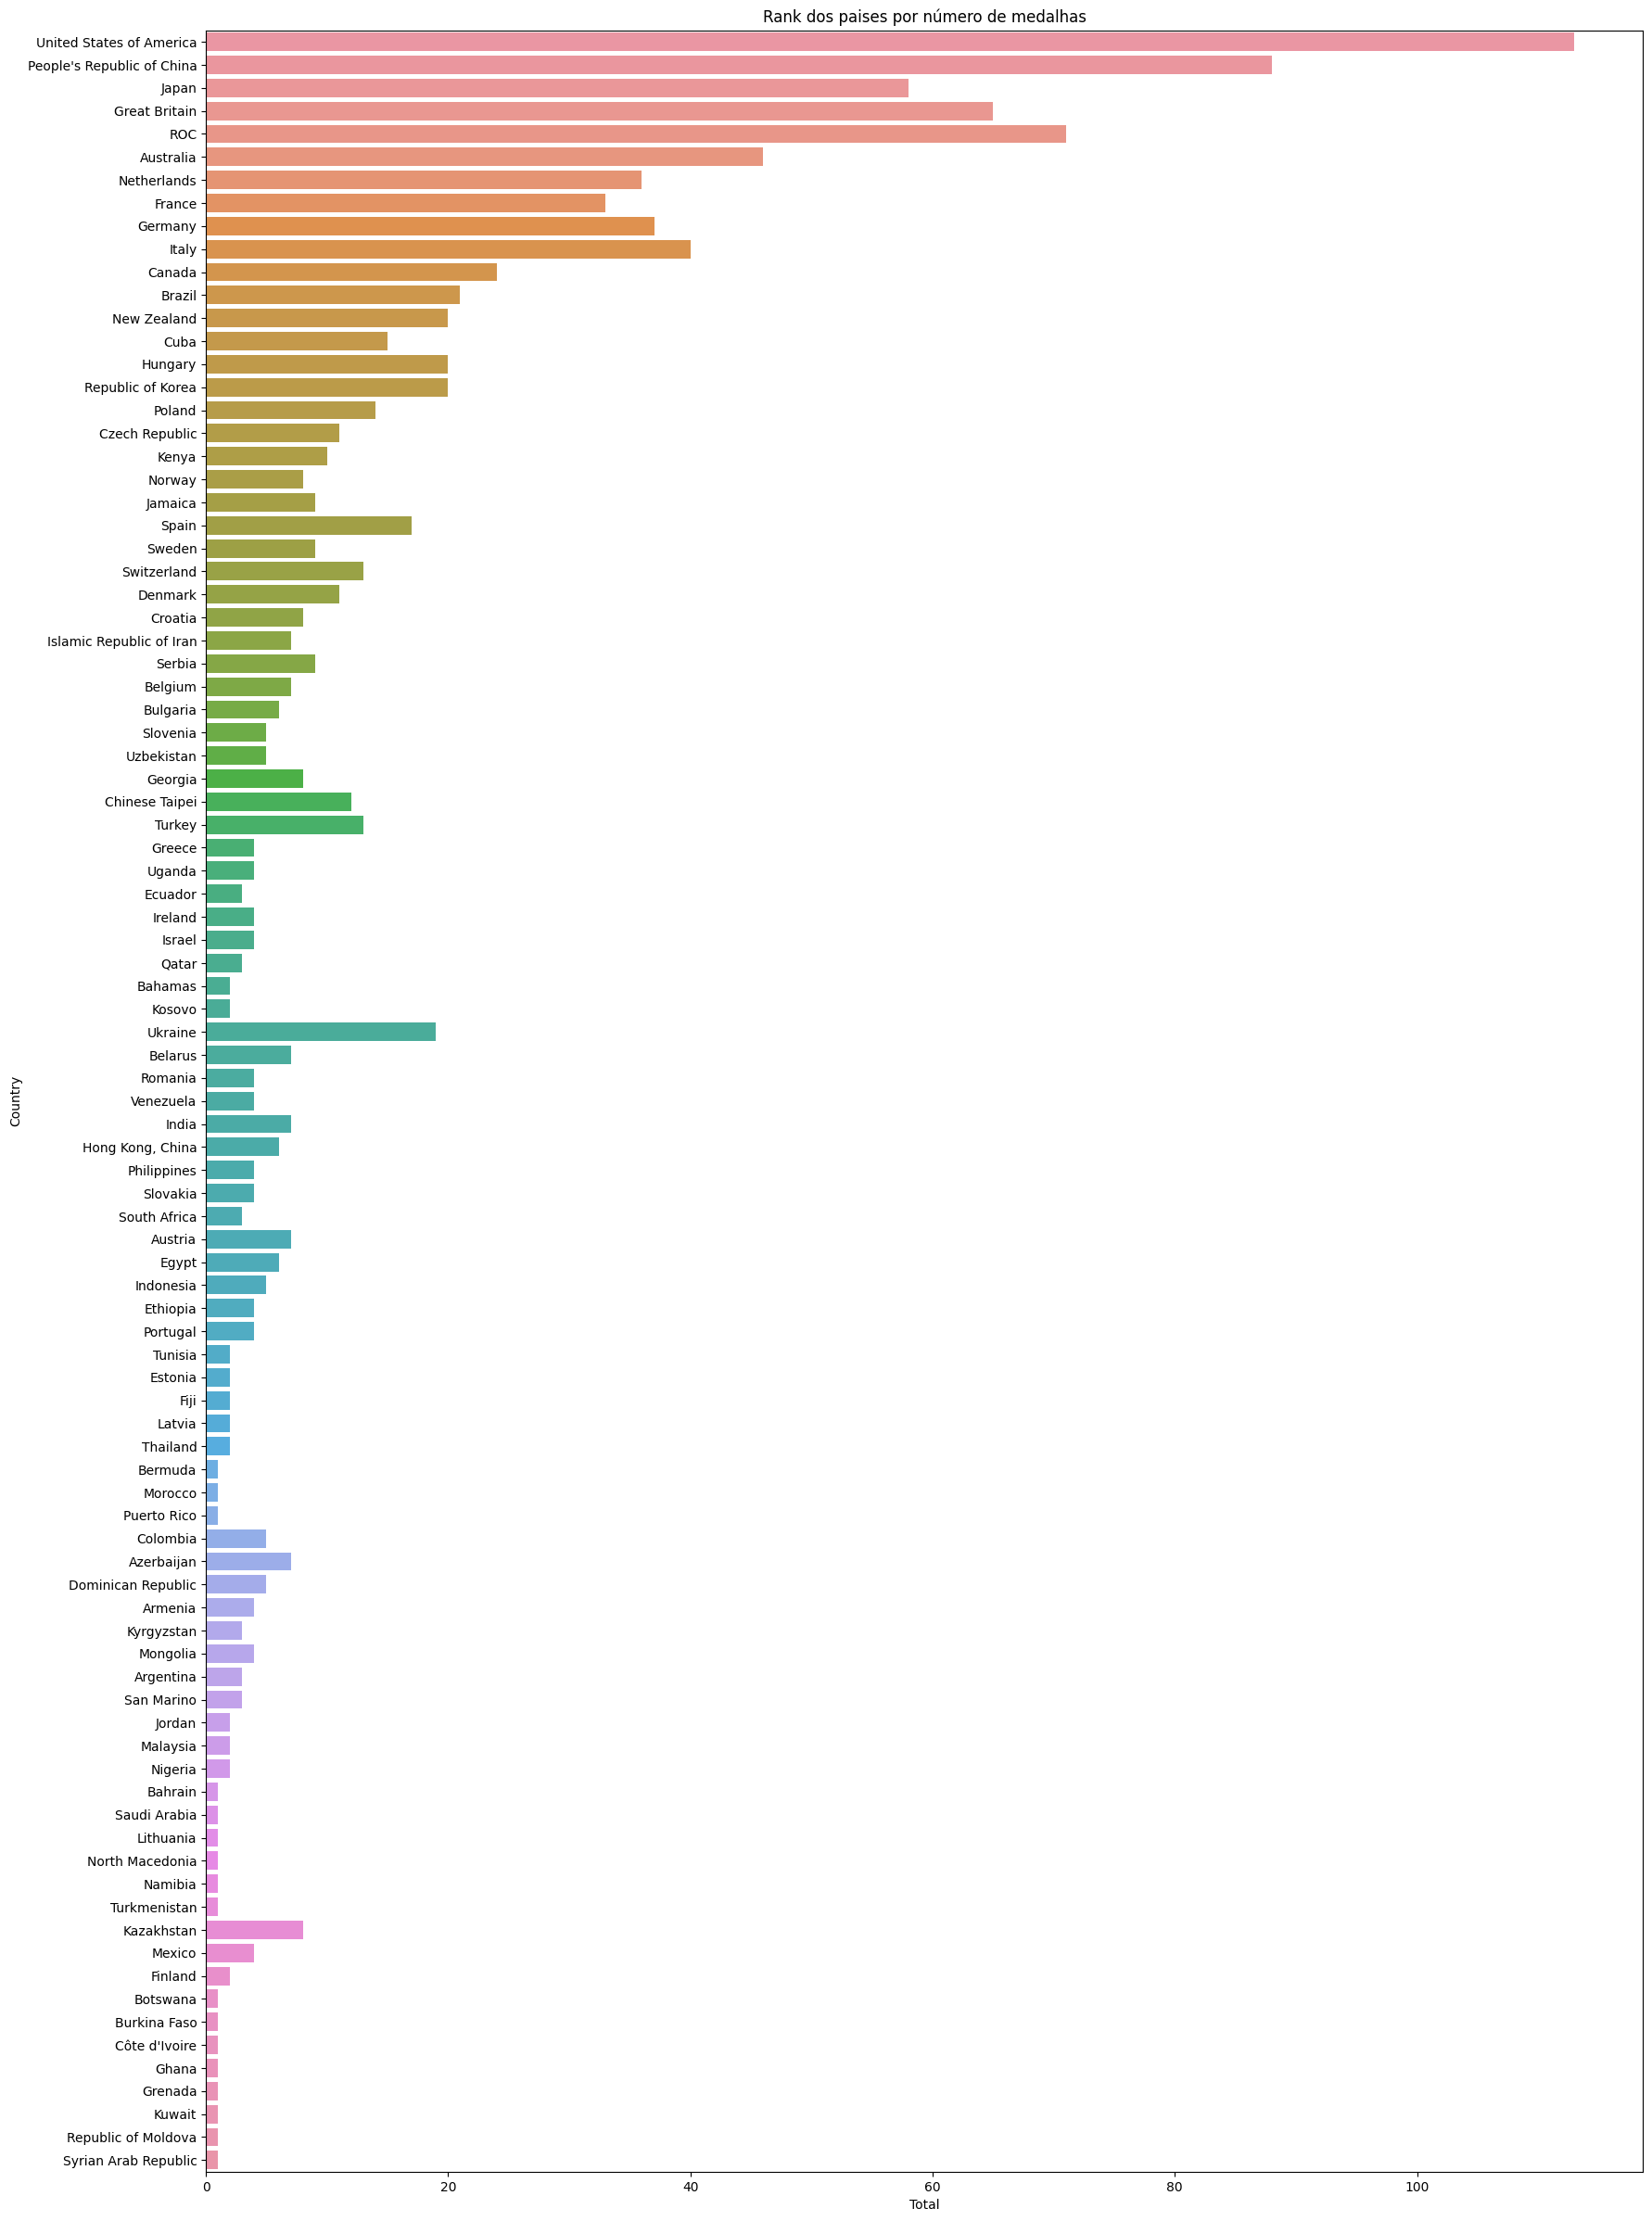 Rank dos paises por número de medalhas
United States of America
People's Republic of China
Japan
Great Britain
ROC
Australia
Netherlands
France
Germany
Italy
Canada
Brazil
New Zealand
Cuba
Hungary
Republic of Korea
Poland
Czech Republic
Kenya
Norway
Jamaica
Spain
Sweden
Switzerland
Denmark
Croatia
Islamic Republic of Iran
Serbia
Belgium
Bulgaria
Slovenia
Uzbekistan
Georgia
Chinese Taipei
Turkey
Greece
Uganda
Ecuador
Ireland
Israel
Qatar
Bahamas
Kosovo
Ukraine
Belarus
Romania
Venezuela
India
Hong Kong, China
Philippines
Slovakia
South Africa
Austria
Egypt
Indonesia
Ethiopia
Portugal
Tunisia
Estonia
Fiji
Latvia
Thailand
Bermuda
Morocco
Puerto Rico
Colombia
Azerbaijan
Dominican Republic
Armenia
Kyrgyzstan
Mongolia
Argentina
San Marino
Jordan
Malaysia
Nigeria
Bahrain
Saudi Arabia
Lithuania
North Macedonia
Namibia
Turkmenistan
Kazakhstan
Mexico
Finland
Botswana
Burkina Faso
Côte d'Ivoire
Ghana
Grenada
Kuwait
Republic of Moldova
Syrian Arab Republic
Country
0 20 40 60 80 100
Total